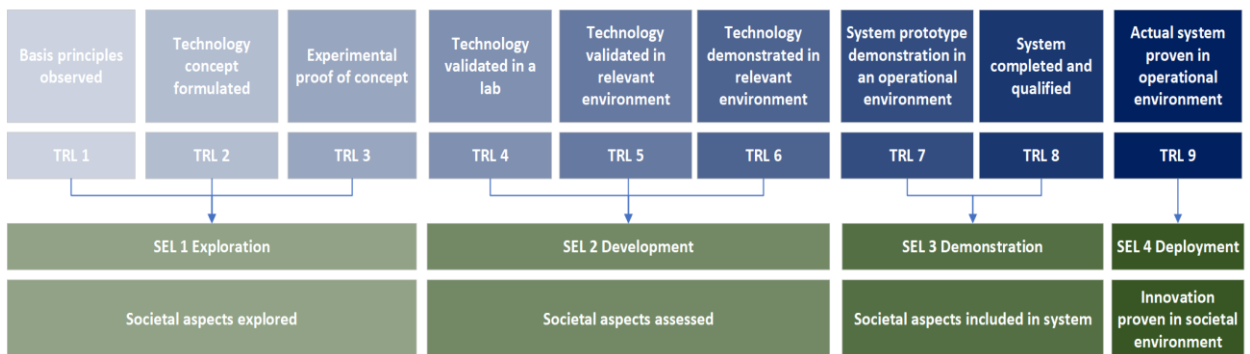 Basis principles
observed
Technology
concept
formulated
Experimental
proof of concept
Technology
validated in a
lab
Technology
validated in
relevant
environment
Technology
demonstrated in
relevant
environment
System prototype
demonstration in
an operational
environment
System
completed and
qualified
Actual system
proven in
operational
environment
TRL 1
TRL 2
TRL 3
TRL 4
TRL 5
TRL 6
TRL 7
TRL 8
TRL 9
SEL 1 Exploration
SEL 2 Development
SEL 3 Demonstration
SEL 4 Deployment
Societal aspects explored
Societal aspects assessed
Societal aspects included in system
Innovation
proven in societal
environment